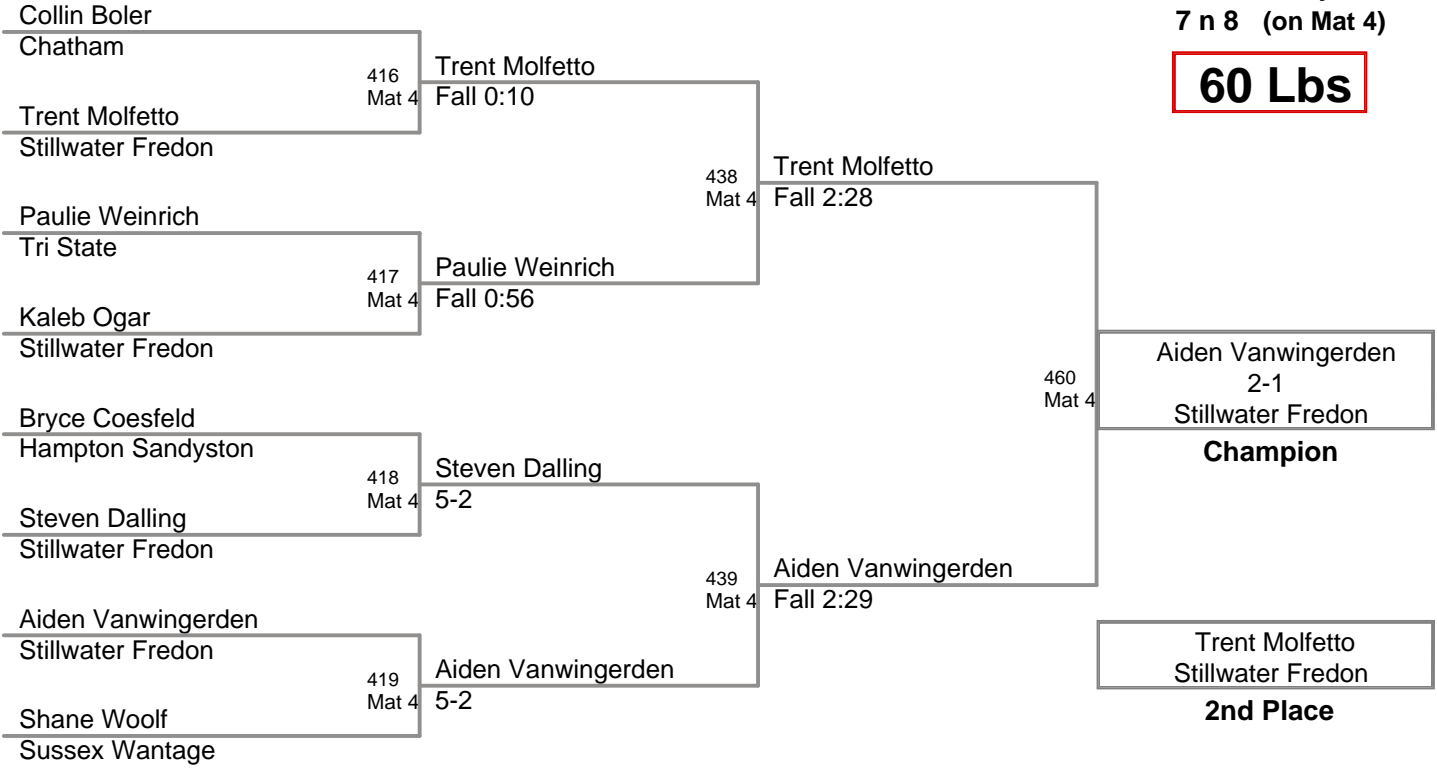 Collin Boler
Chatham
416
Mat 4
Trent Molfetto
Fall 0:10
Trent Molfetto
Stillwater Fredon
438
Mat 4
Trent Molfetto
Fall 2:28
Paulie Weinrich
Tri State
417
Mat 4
Paulie Weinrich
Fall 0:56
Kaleb Ogar
Stillwater Fredon
Bryce Coesfeld
Hampton Sandyston
418
Mat 4
Steven Dalling
5-2
Steven Dalling
Stillwater Fredon
439
Mat 4
Aiden Vanwingerden
Fall 2:29
Aiden Vanwingerden
Stillwater Fredon
419
Mat 4
Aiden Vanwingerden
5-2
Shane Woolf
Sussex Wantage
7 n 8 (on Mat 4)
60 Lbs
460
Mat 4
Aiden Vanwingerden
2-1
Stillwater Fredon
Champion
Trent Molfetto
Stillwater Fredon
2nd Place